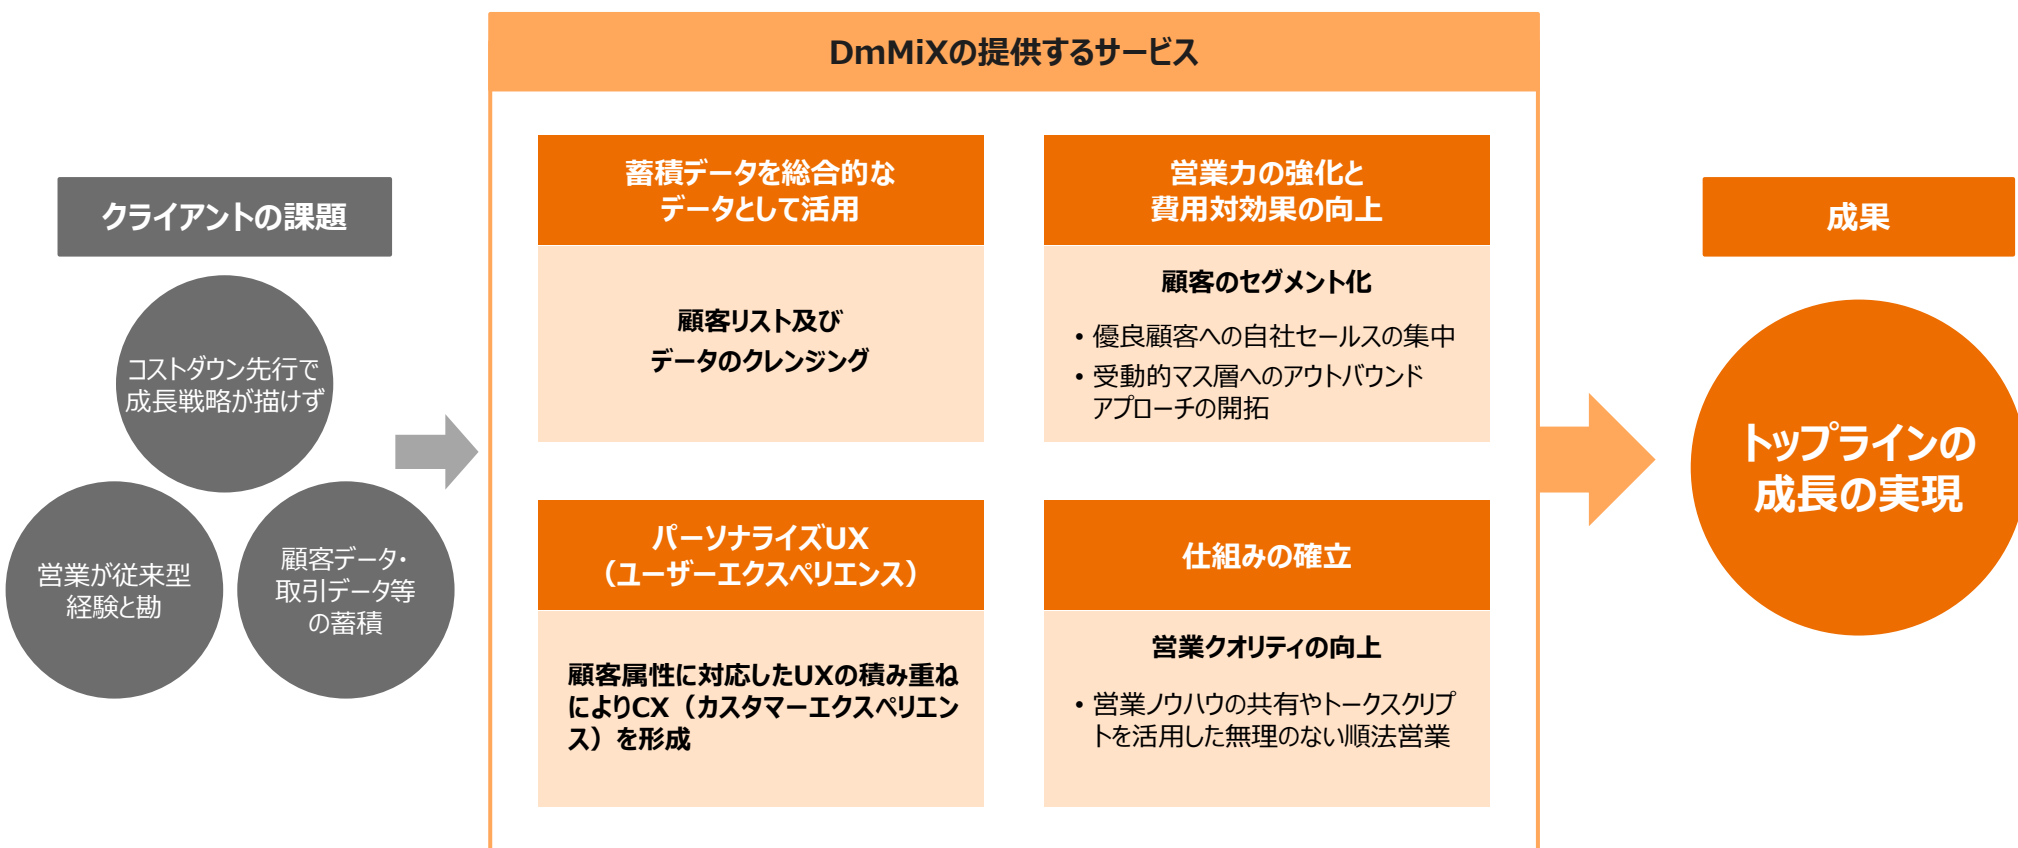 DmMiXの提供するサービス
クライアントの課題
コストダウン先行で
成長戦略が描けず
営業が従来型
経験と勘
顧客データ・
取引データ等
の蓄積
蓄積データを総合的な
データとして活用
顧客リスト及び
データのクレンジング
営業力の強化と
費用対効果の向上
顧客のセグメント化
• 優良顧客への自社セールスの集中
• 受動的マス層へのアウトバウンド
アプローチの開拓
パーソナライズUX
（ユーザーエクスペリエンス）
顧客属性に対応したUXの積み重ね
によりCX（カスタマーエクスペリエン
ス）を形成
仕組みの確立
営業クオリティの向上
• 営業ノウハウの共有やトークスクリプ
トを活用した無理のない順法営業
成果
トップラインの
成長の実現